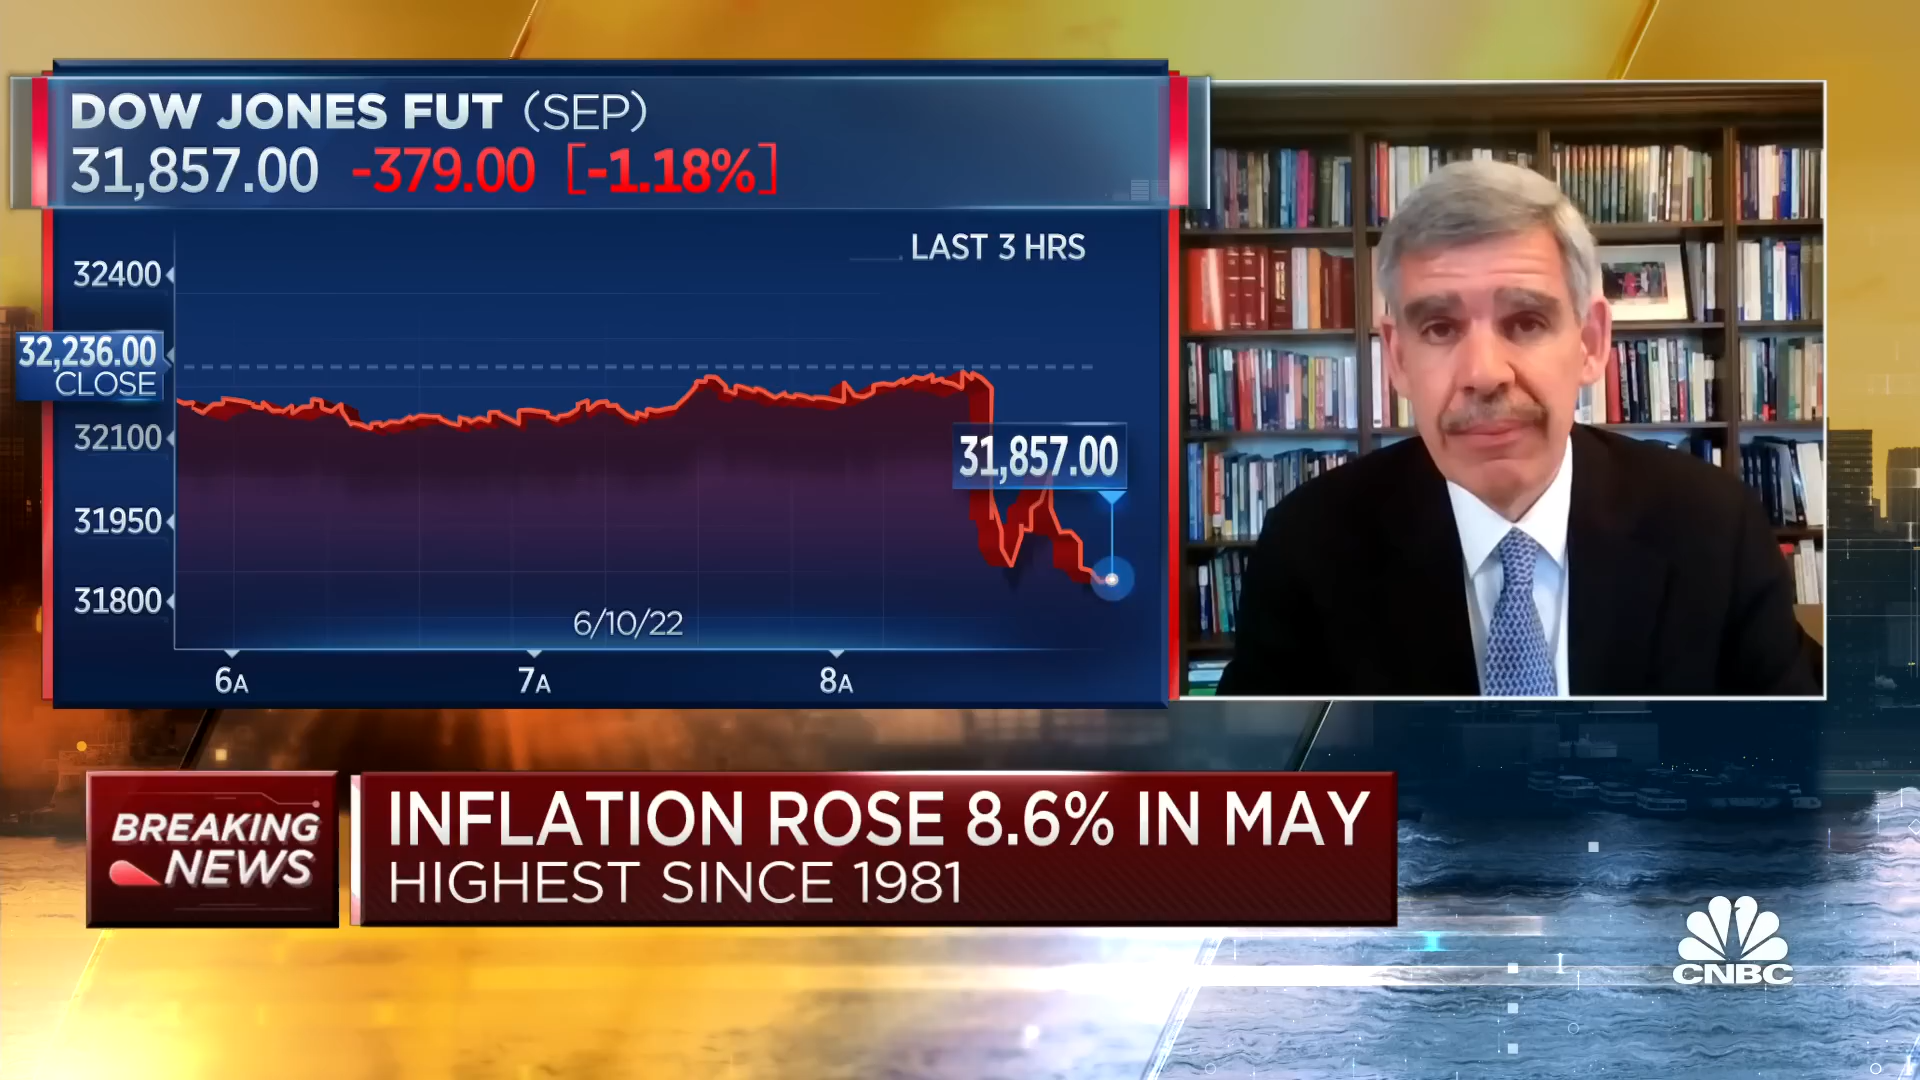 DOW JONES FUT (SEP)
31,857.00 -379.00 [-1.18%]
LAST 3 HRS
32400
32,236.00
CLOSE
32100
31,857.00
31950
31800
6/10/22
6A 7A 8A
BREAKING
NEWS
INFLATION ROSE 8.6% IN MAY
HIGHEST SINCE 1981
CNBC